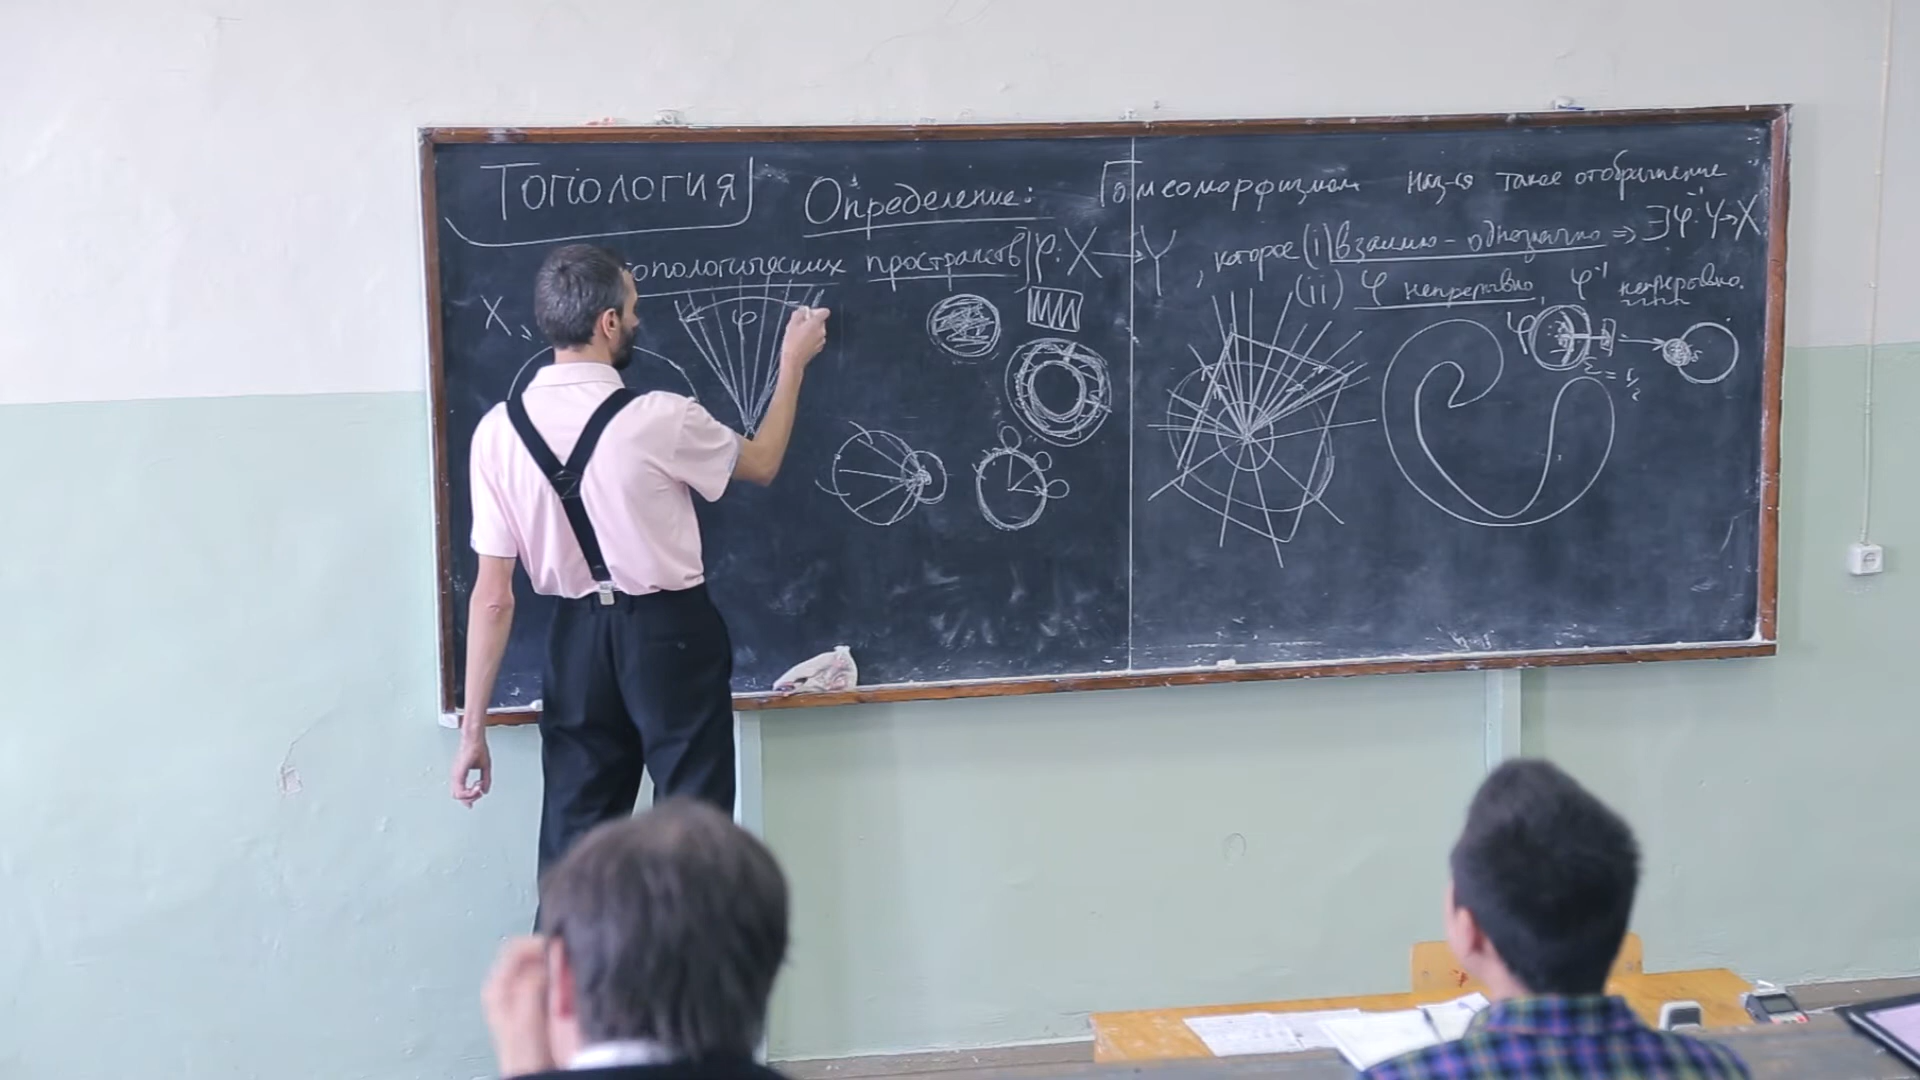 Топология
Определение: Гомеоморфизмом наз-ся такое отображение
топологических пространств φ: X → Y, которое (i) взаимно-однозначно ⇒ ∃φ⁻¹: Y→X
(ii) φ непрерывно, φ⁻¹ непрерывно.
X
φ
φ